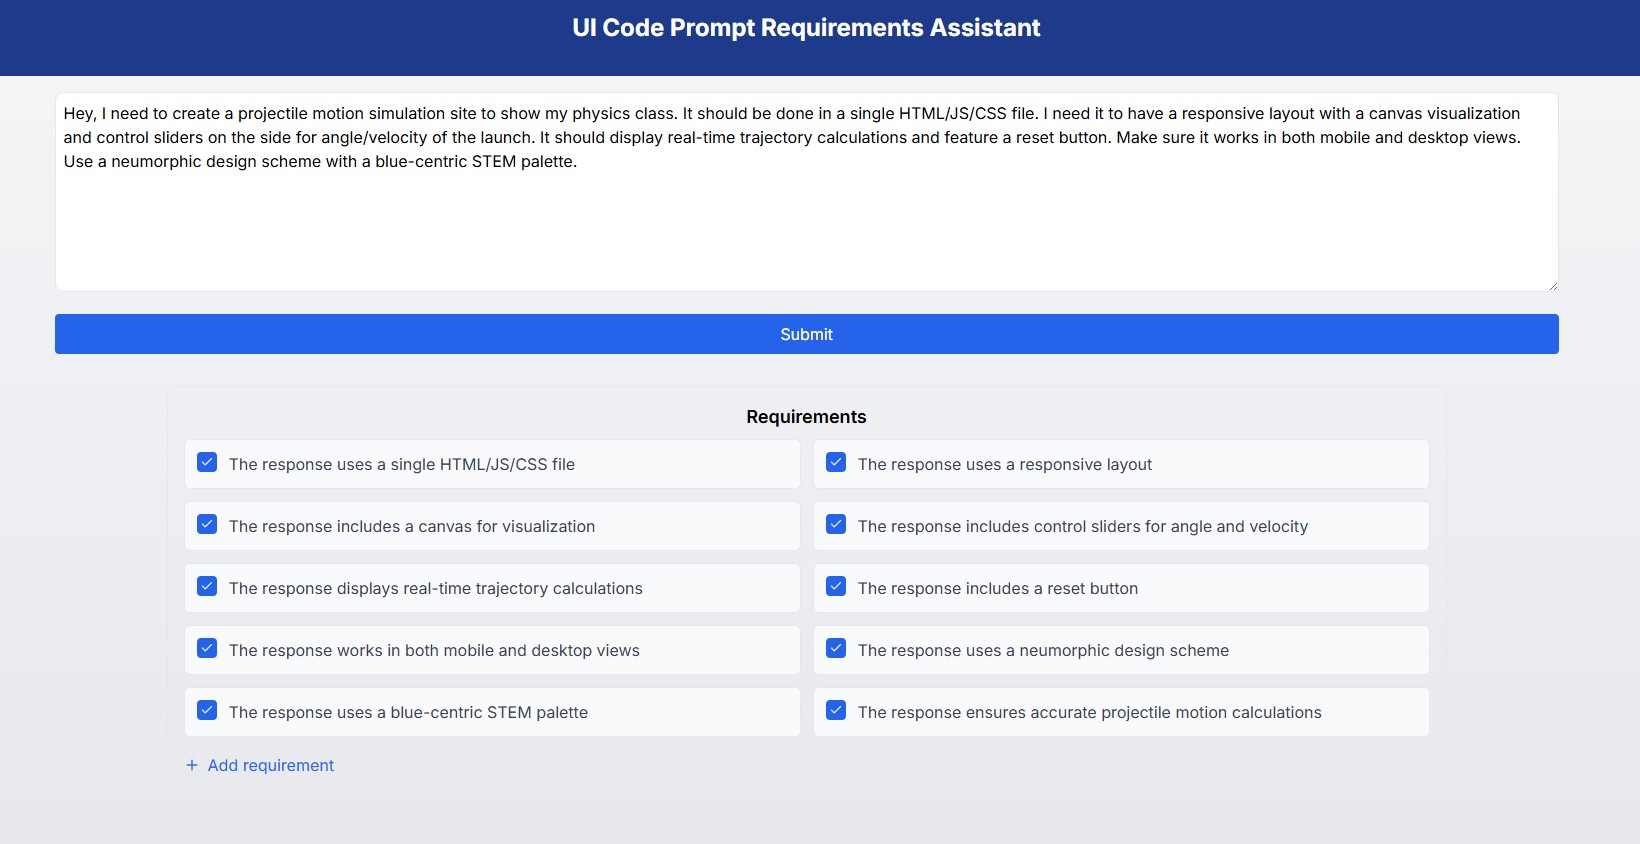 UI Code Prompt Requirements Assistant
Hey, I need to create a projectile motion simulation site to show my physics class. It should be done in a single HTML/JS/CSS file. I need it to have a responsive layout with a canvas visualization
and control sliders on the side for angle/velocity of the launch. It should display real-time trajectory calculations and feature a reset button. Make sure it works in both mobile and desktop views.
Use a neumorphic design scheme with a blue-centric STEM palette.
Submit
Requirements
The response uses a single HTML/JS/CSS file
The response uses a responsive layout
The response includes a canvas for visualization
The response includes control sliders for angle and velocity
The response displays real-time trajectory calculations
The response includes a reset button
The response works in both mobile and desktop views
The response uses a neumorphic design scheme
The response uses a blue-centric STEM palette
The response ensures accurate projectile motion calculations
+ Add requirement